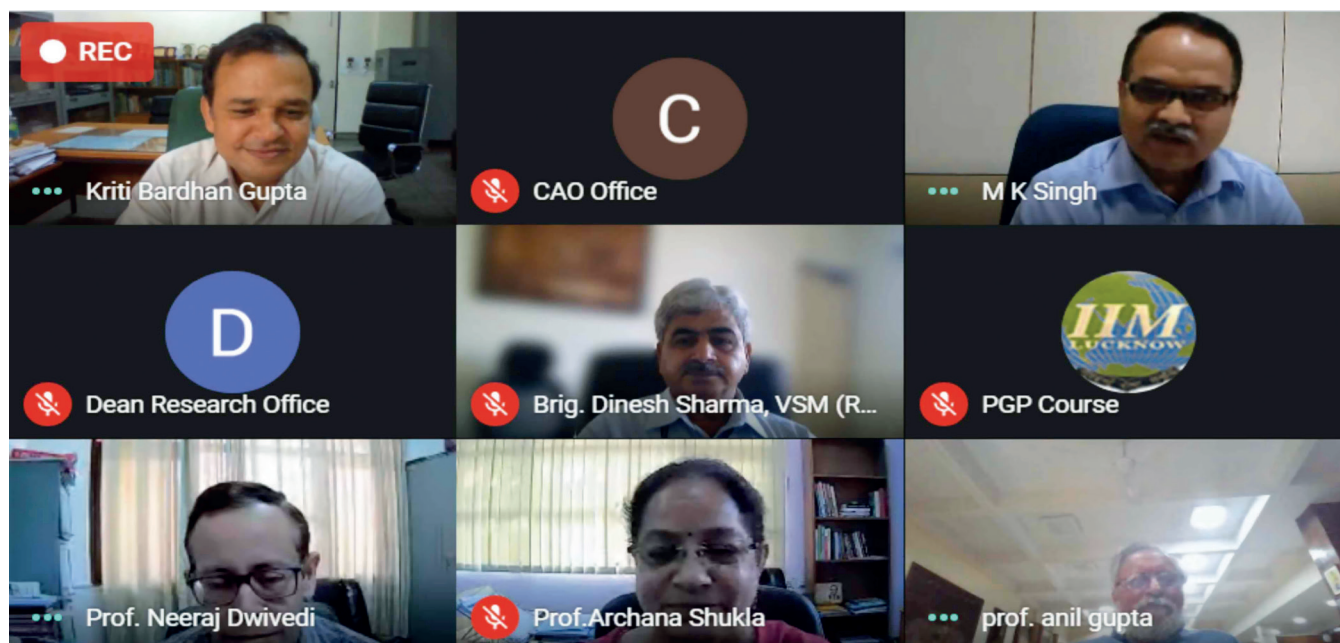 REC
Kriti Bardhan Gupta
C
CAO Office
M K Singh
D
Dean Research Office
Brig. Dinesh Sharma, VSM (R...
IIM
LUCKNOW
PGP Course
Prof. Neeraj Dwivedi
Prof.Archana Shukla
prof. anil gupta